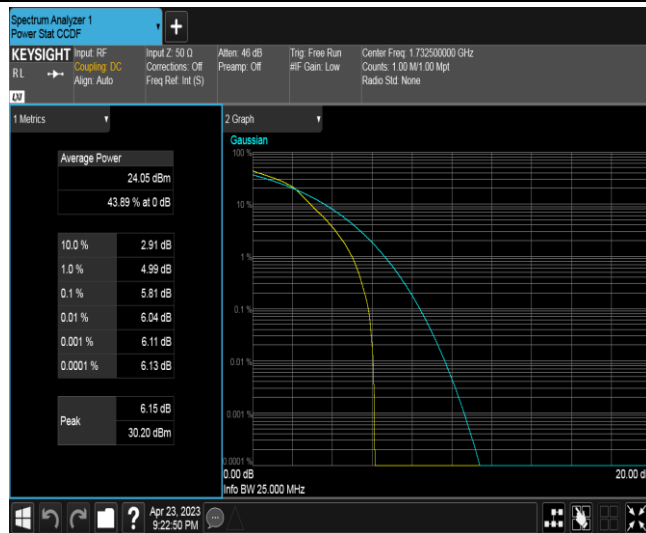 Spectrum Analyzer 1
Power Stat CCDF
+
KEYSIGHT
RL
LXI
Input: RF
Coupling: DC
Align: Auto
Input Z: 50 Ω
Corrections: Off
Freq Ref: Int (S)
Atten: 46 dB
Preamp: Off
Trig: Free Run
#IF Gain: Low
Center Freq: 1.732500000 GHz
Counts: 1.00 M/1.00 Mpt
Radio Std: None
1 Metrics
Average Power
24.05 dBm
43.89 % at 0 dB
10.0 % 2.91 dB
1.0 % 4.99 dB
0.1 % 5.81 dB
0.01 % 6.04 dB
0.001 % 6.11 dB
0.0001 % 6.13 dB
Peak
6.15 dB
30.20 dBm
2 Graph
Gaussian
100 %
10 %
1 %
0.1 %
0.01 %
0.001 %
0.0001 %
0.00 dB
20.00 d
Info BW 25.000 MHz
?
Apr 23, 2023
9:22:50 PM